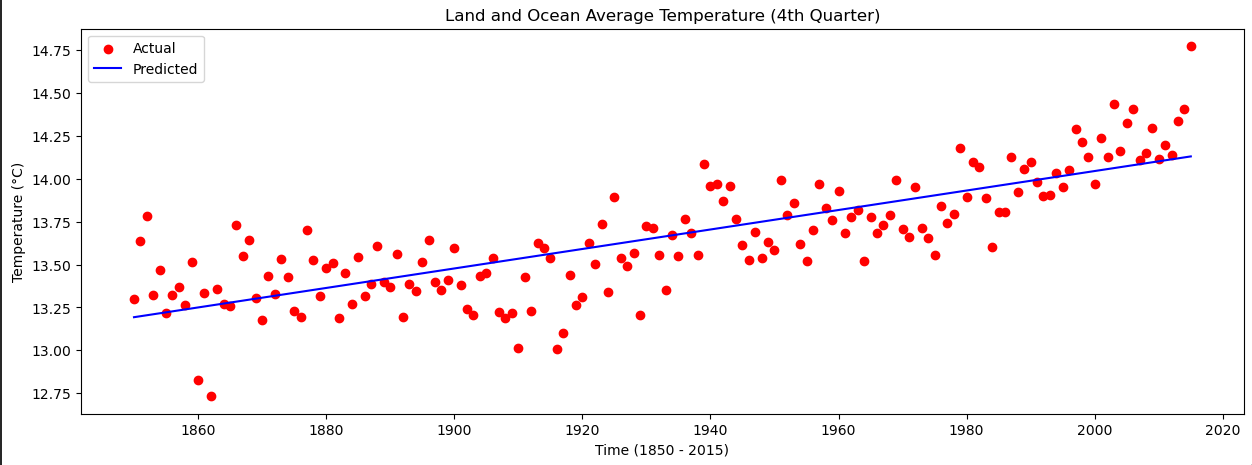 Land and Ocean Average Temperature (4th Quarter)
Actual
Predicted
Temperature (°C)
14.75
14.50
14.25
14.00
13.75
13.50
13.25
13.00
12.75
1860 1880 1900 1920 1940 1960 1980 2000 2020
Time (1850 - 2015)